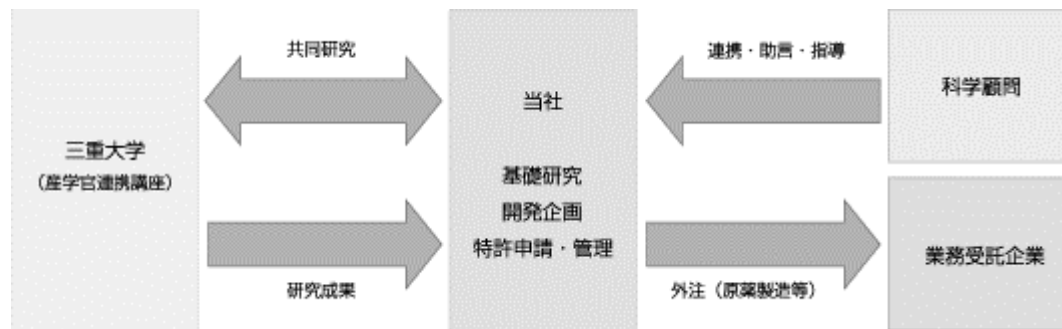 共同研究
連携・助言・指導
三重大学
（産学官連携講座）
当社
基礎研究
開発企画
特許申請・管理
科学顧問
業務受託企業
研究成果
外注（原薬製造等）